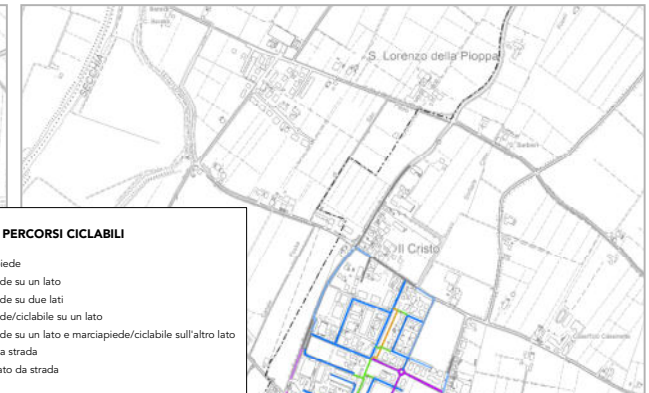 S. Lorenzo della Pioppa
SECCHIA
Il Cristo
PERCORSI CICLABILI
iede
de su un lato
de su due lati
de/ciclabile su un lato
de su un lato e marciapiede/ciclabile sull'altro lato
a strada
ato da strada